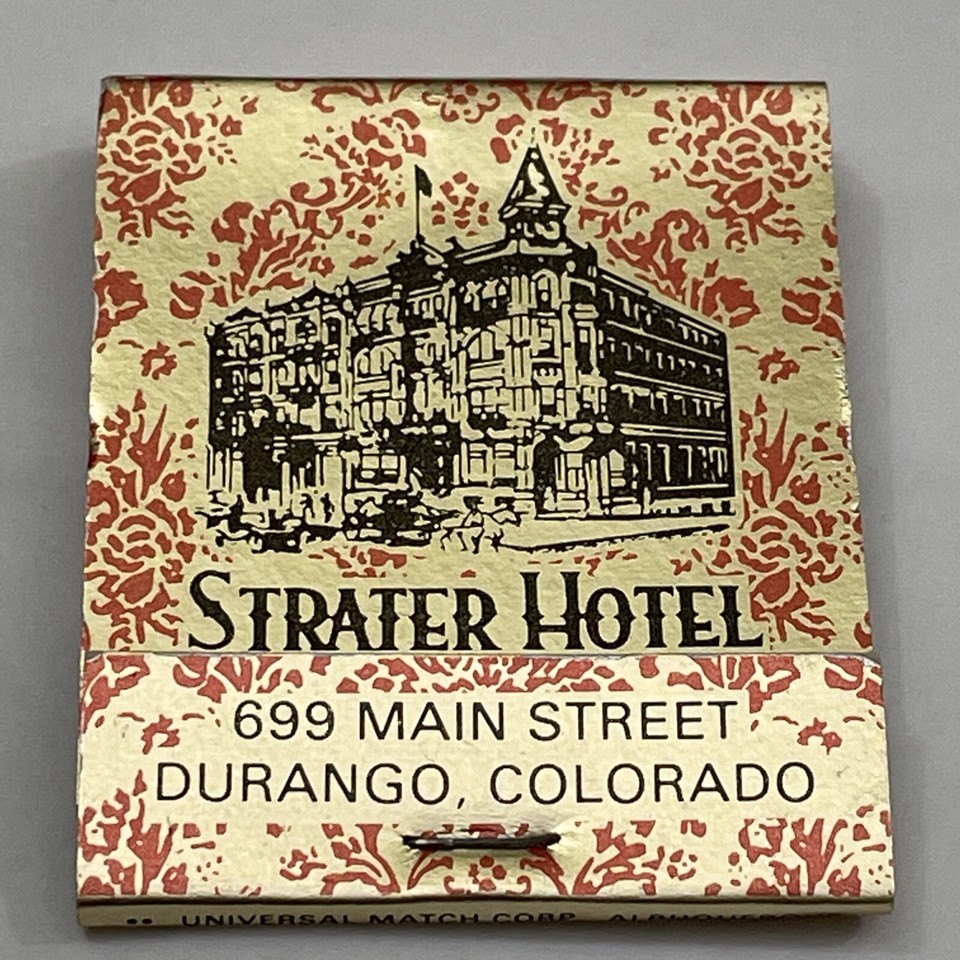 STRATER HOTEL
699 MAIN STREET
DURANGO, COLORADO
•• UNIVERSAL MATCH CORP.